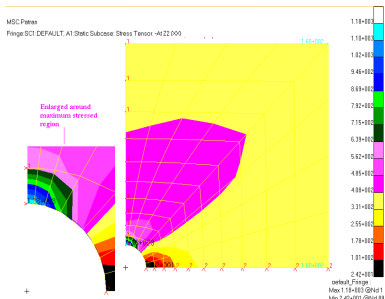 MSC Patran
Fringe:SC1:DEFAULT, A1:Static Subcase: Stress Tensor, -At Z2
Enlarged around
maximum stressed
region
1.18+003
1.10+003
1.02+003
9.46+002
8.69+002
7.92+002
7.15+002
6.39+002
5.62+002
4.85+002
4.08+002
3.31+002
2.55+002
1.78+002
1.01+002
2.42+001
default_Fringe :
Max 1.18+003 @Nd 1